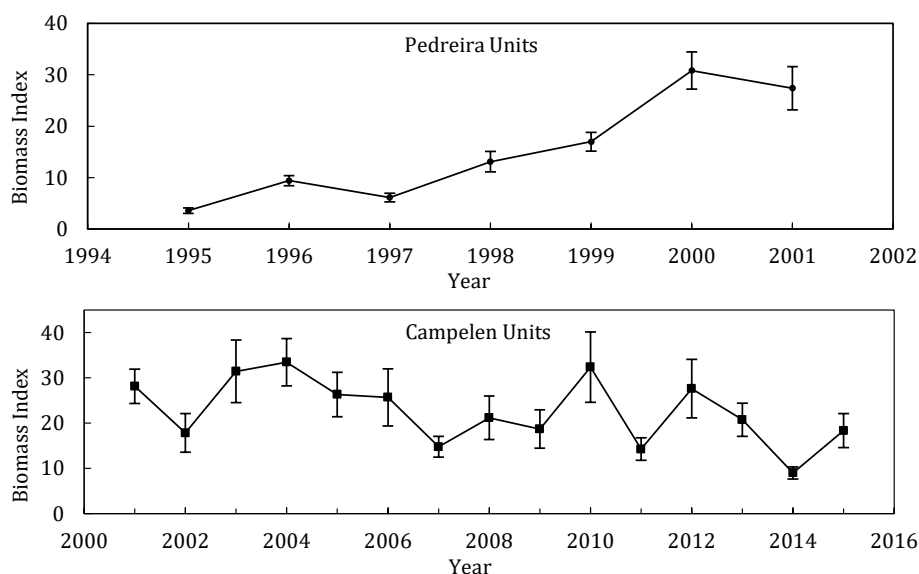 Pedreira Units
Biomass Index
40
30
20
10
0
1994 1995 1996 1997 1998 1999 2000 2001 2002
Year
Campelen Units
Biomass Index
40
30
20
10
0
2000 2002 2004 2006 2008 2010 2012 2014 2016
Year